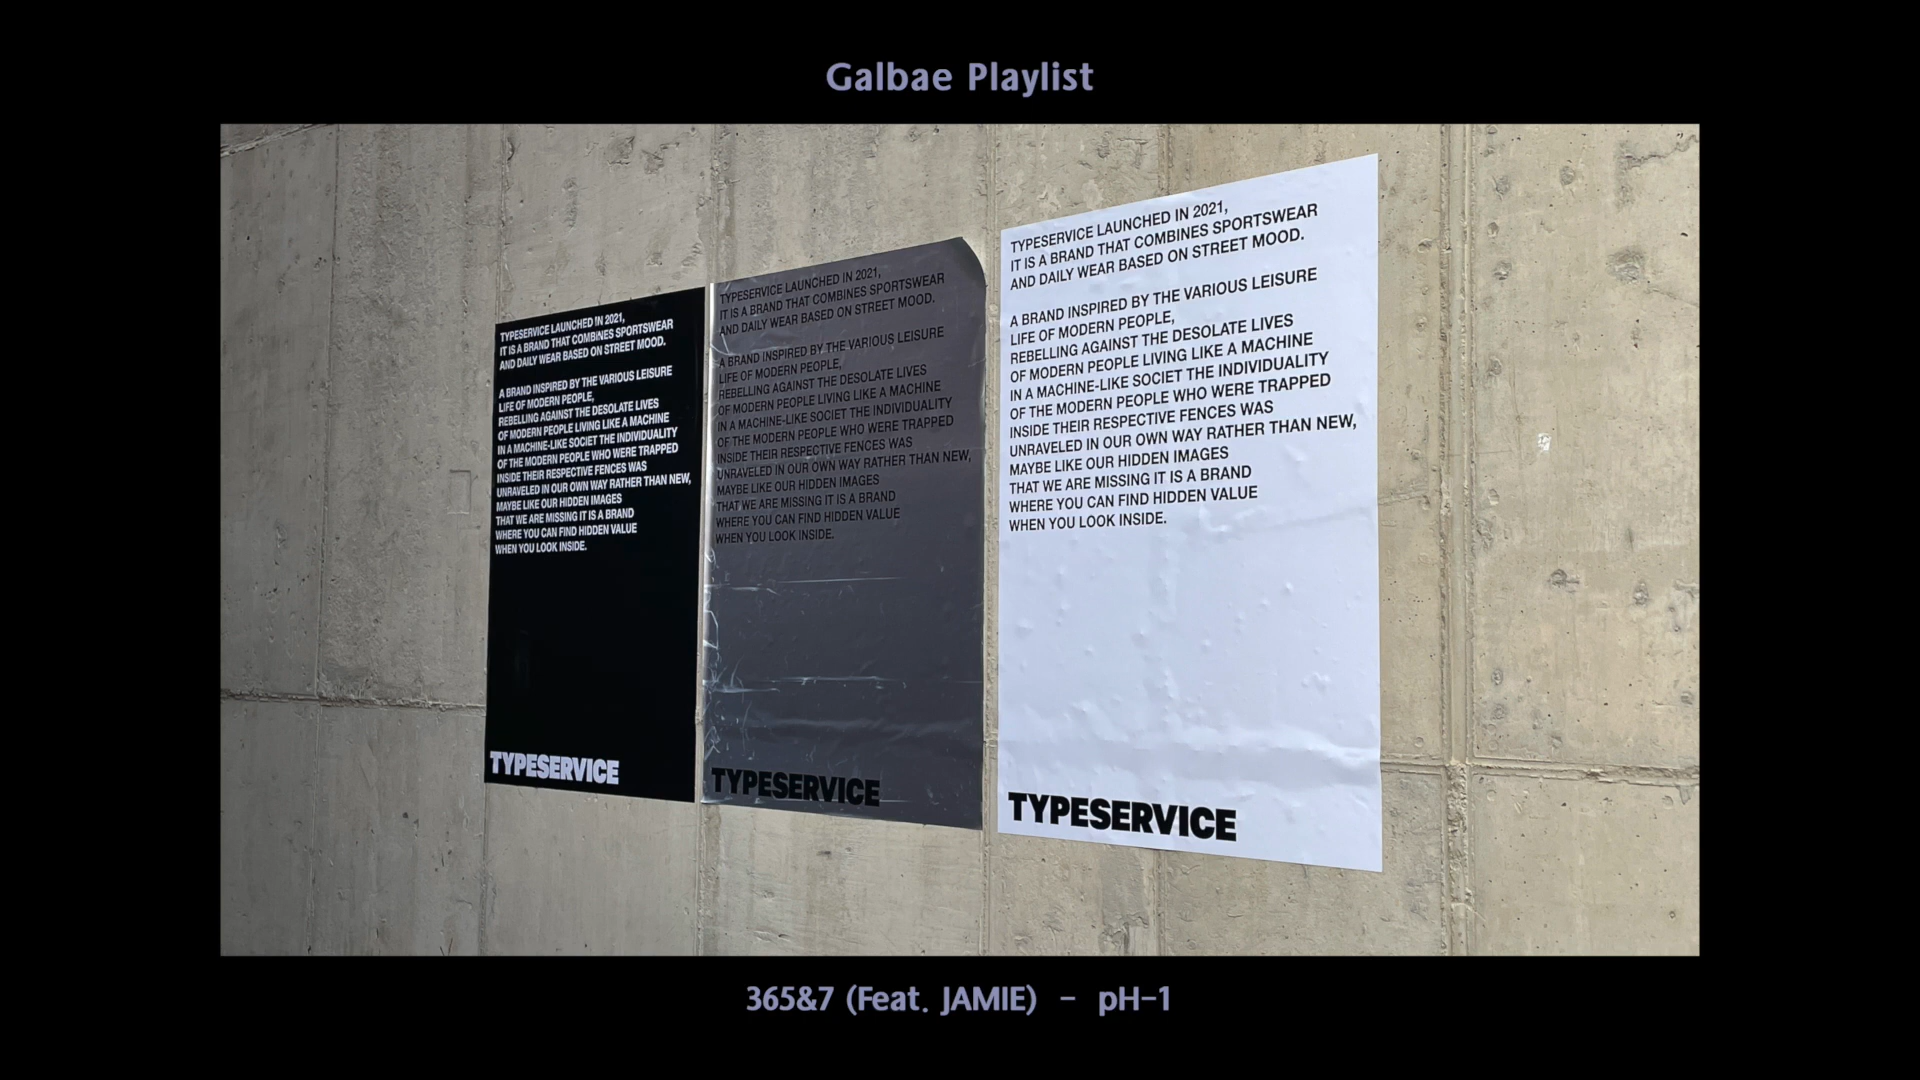 Galbae Playlist
TYPESERVICE LAUNCHED IN 2021,
IT IS A BRAND THAT COMBINES SPORTSWEAR
AND DAILY WEAR BASED ON STREET MOOD.
A BRAND INSPIRED BY THE VARIOUS LEISURE
LIFE OF MODERN PEOPLE,
REBELLING AGAINST THE DESOLATE LIVES
OF MODERN PEOPLE LIVING LIKE A MACHINE
IN A MACHINE-LIKE SOCIET THE INDIVIDUALITY
OF THE MODERN PEOPLE WHO WERE TRAPPED
INSIDE THEIR RESPECTIVE FENCES WAS
UNRAVELED IN OUR OWN WAY RATHER THAN NEW,
MAYBE LIKE OUR HIDDEN IMAGES
THAT WE ARE MISSING IT IS A BRAND
WHERE YOU CAN FIND HIDDEN VALUE
WHEN YOU LOOK INSIDE.
TYPESERVICE
TYPESERVICE LAUNCHED IN 2021,
IT IS A BRAND THAT COMBINES SPORTSWEAR
AND DAILY WEAR BASED ON STREET MOOD.
A BRAND INSPIRED BY THE VARIOUS LEISURE
LIFE OF MODERN PEOPLE,
REBELLING AGAINST THE DESOLATE LIVES
OF MODERN PEOPLE LIVING LIKE A MACHINE
IN A MACHINE-LIKE SOCIET THE INDIVIDUALITY
OF THE MODERN PEOPLE WHO WERE TRAPPED
INSIDE THEIR RESPECTIVE FENCES WAS
UNRAVELED IN OUR OWN WAY RATHER THAN NEW,
MAYBE LIKE OUR HIDDEN IMAGES
THAT WE ARE MISSING IT IS A BRAND
WHERE YOU CAN FIND HIDDEN VALUE
WHEN YOU LOOK INSIDE.
TYPESERVICE
TYPESERVICE LAUNCHED IN 2021,
IT IS A BRAND THAT COMBINES SPORTSWEAR
AND DAILY WEAR BASED ON STREET MOOD.
A BRAND INSPIRED BY THE VARIOUS LEISURE
LIFE OF MODERN PEOPLE,
REBELLING AGAINST THE DESOLATE LIVES
OF MODERN PEOPLE LIVING LIKE A MACHINE
IN A MACHINE-LIKE SOCIET THE INDIVIDUALITY
OF THE MODERN PEOPLE WHO WERE TRAPPED
INSIDE THEIR RESPECTIVE FENCES WAS
UNRAVELED IN OUR OWN WAY RATHER THAN NEW,
MAYBE LIKE OUR HIDDEN IMAGES
THAT WE ARE MISSING IT IS A BRAND
WHERE YOU CAN FIND HIDDEN VALUE
WHEN YOU LOOK INSIDE.
TYPESERVICE
365&7 (Feat. JAMIE) - pH-1